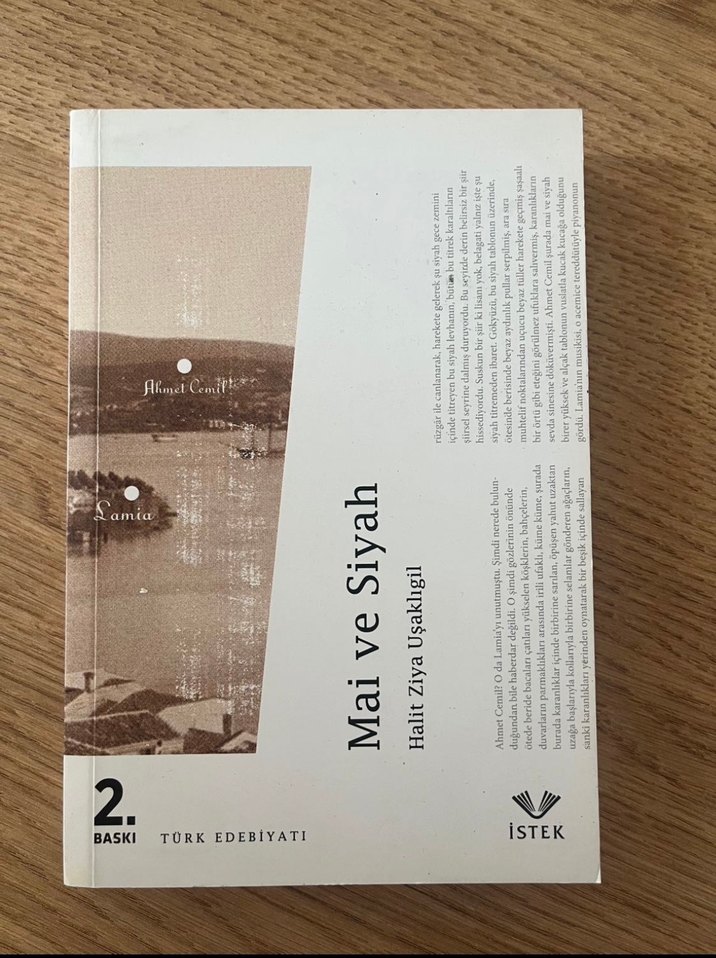 Ahmet Cemil
Lamia
Mai ve Siyah
Halit Ziya Uşaklıgil
Ahmet Cemil? O da Lamia'yı unutmuştu. Şimdi nerede bulun-
duğundan bile haberdar değildi. O şimdi gözlerinin önünde
ötede beride bacaları çatıları yükselen köşklerin, bahçelerin,
duvarların parmaklıkları arasında irili ufaklı, küme küme, şurada
burada karanlıklar içinde birbirine sarılan, öpüşen yahut uzaktan
uzağa başlarıyla kollarıyla birbirine selamlar gönderen ağaçların,
sanki karanlıkları yerinden oynatarak bir beşik içinde sallayan
rüzgâr ile canlanarak, harekete gelerek şu siyah gece zemini
içinde titreyen bu siyah levhanın, bütün bu titrek karaltıların
şiirsel seyrine dalmış duruyordu. Bu seyirde derin belirsiz bir şiir
hissediyordu. Suskun bir şiir ki lisanı yok, belagati yalnız işte şu
siyah titremeden ibaret. Gökyüzü, bu siyah tablonun üzerinde,
ötesinde berisinde beyaz aydınlık pullar serpilmiş, ara sıra
muhtelif noktalarından uçucu beyaz tüller harekete geçmiş şaşaalı
bir örtü gibi eteğini görülmez ufuklara salıvermiş, karanlıkların
sevda sinesine döküvermişti. Ahmet Cemil şurada mai ve siyah
birer yüksek ve alçak tablonun vuslatla kucak kucağa olduğunu
gördü. Lamia'nın musikisi, o acemice tereddütüyle piyanonun
2.
BASKI
TÜRK EDEBİYATI
İSTEK